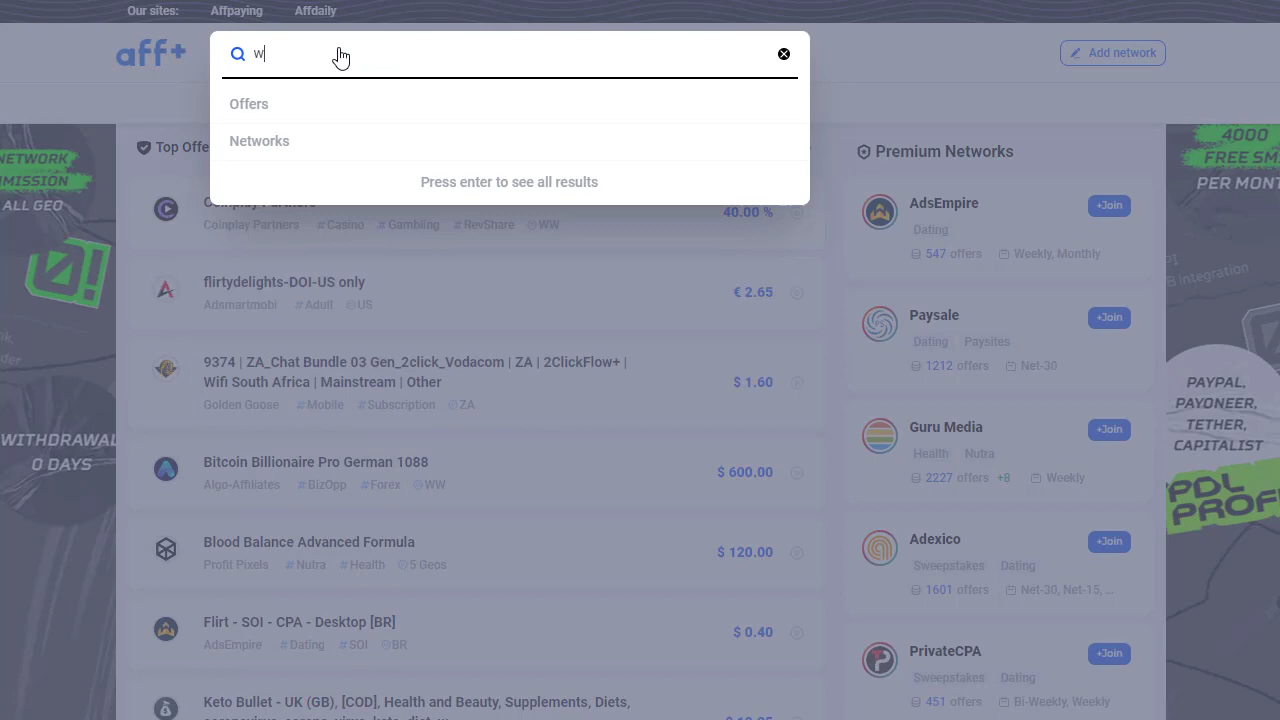 Our sites: Affpaying Affdaily
aff+
w
Add network
Offers
Networks
Press enter to see all results
NETWORK
ALL GEO
WITHDRAWAL
0 DAYS
Top Offe
Coinplay Partners
40.00 %
Coinplay Partners #Casino #Gambling #RevShare WW
flirtydelights-DOI-US only
€ 2.65
Adsmartmobi #Adult US
9374 | ZA_Chat Bundle 03 Gen_2click_Vodacom | ZA | 2ClickFlow+ |
Wifi South Africa | Mainstream | Other
$ 1.60
Golden Goose #Mobile #Subscription ZA
Bitcoin Billionaire Pro German 1088
$ 600.00
Algo-Affiliates #BizOpp #Forex WW
Blood Balance Advanced Formula
$ 120.00
Profit Pixels #Nutra #Health 5 Geos
Flirt - SOI - CPA - Desktop [BR]
$ 0.40
AdsEmpire #Dating #SOI BR
Keto Bullet - UK (GB), [COD], Health and Beauty, Supplements, Diets,
Premium Networks
AdsEmpire
+Join
Dating
547 offers Weekly, Monthly
Paysale
+Join
Dating Paysites
1212 offers Net-30
Guru Media
+Join
Health Nutra
2227 offers +8 Weekly
Adexico
+Join
Sweepstakes Dating
1601 offers Net-30, Net-15, ...
PrivateCPA
+Join
Sweepstakes Dating
451 offers Bi-Weekly, Weekly
4000
FREE SMS
PER MONT
B Integration
PAYPAL,
PAYONEER,
TETHER,
CAPITALIST
PDL
PROFI